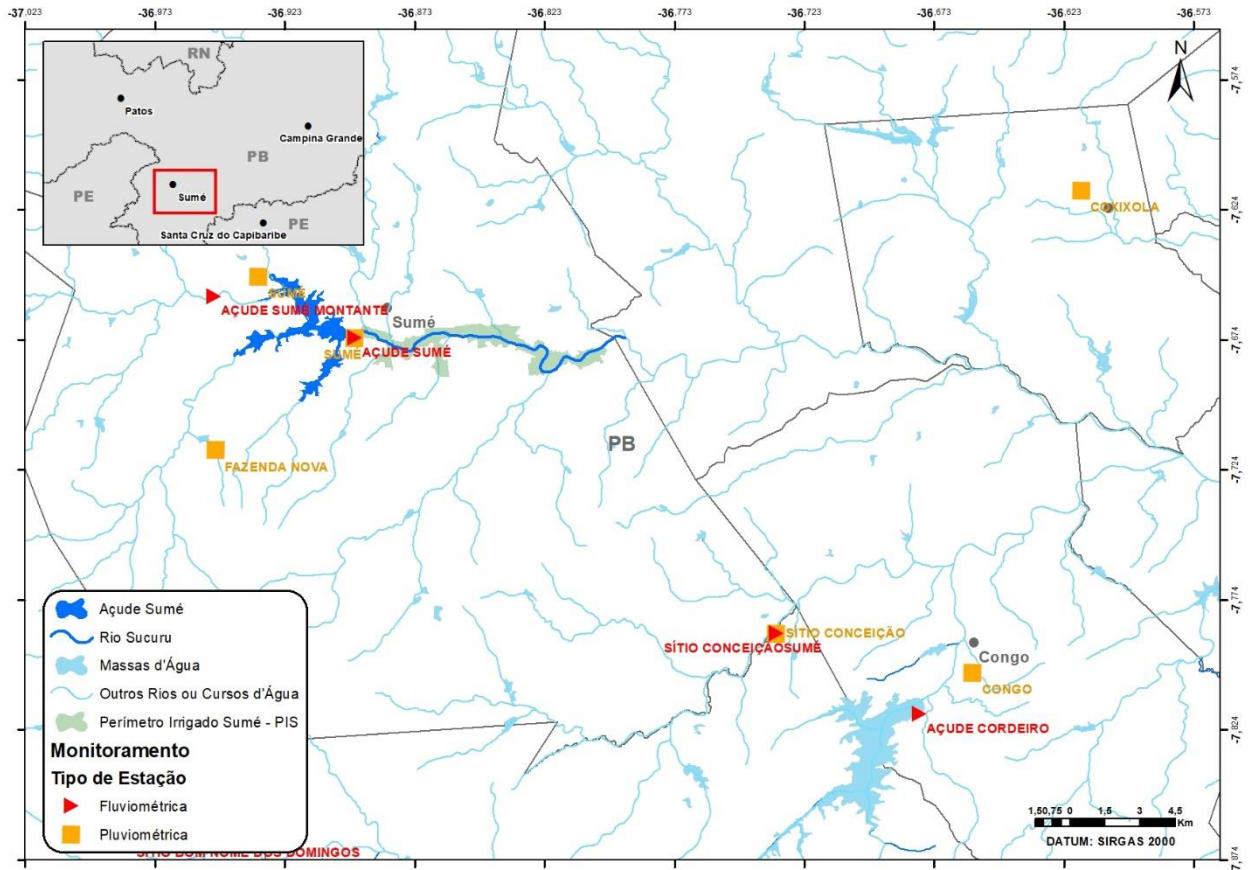 -37,023
-36,973
-36,923
-36,873
-36,823
-36,773
-36,723
-36,673
-36,623
-36,573
N
RN
Patos
Campina Grande
PB
PE
Sumé
PE
Santa Cruz do Capibaribe
-7,574
-7,624
-7,674
-7,724
-7,774
-7,824
-7,874
COXIXOLA
SUMÉ
AÇUDE SUMÉ MONTANTE
Sumé
SUMÉ
AÇUDE SUMÉ
PB
FAZENDA NOVA
SÍTIO CONCEIÇÃO
SÍTIO CONCEIÇÃOSUMÉ
Congo
CONGO
AÇUDE CORDEIRO
Açude Sumé
Rio Sucuru
Massas d'Água
Outros Rios ou Cursos d'Água
Perímetro Irrigado Sumé - PIS
Monitoramento
Tipo de Estação
Fluviométrica
Pluviométrica
SÍTIO BOM NOME DOS DOMINGOS
1,50,75 0 1,5 3 4,5
Km
DATUM: SIRGAS 2000